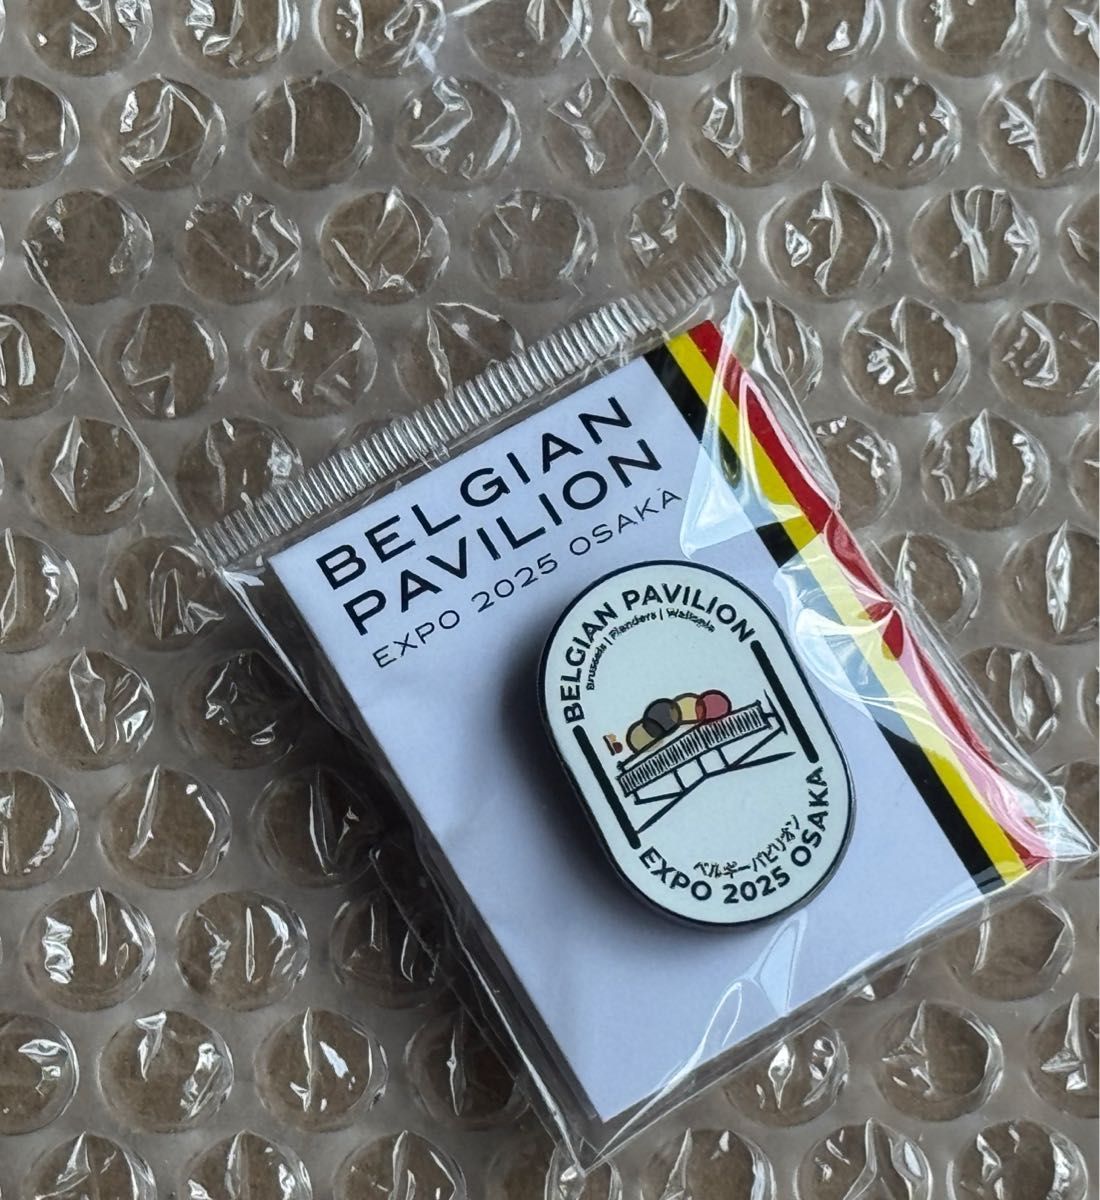 BELGIAN
PAVILION
EXPO 2025 OSAKA
BELGIAN PAVILION
Brussels | Flanders | Wallonia
ベルギーパビリオン
EXPO 2025 OSAKA